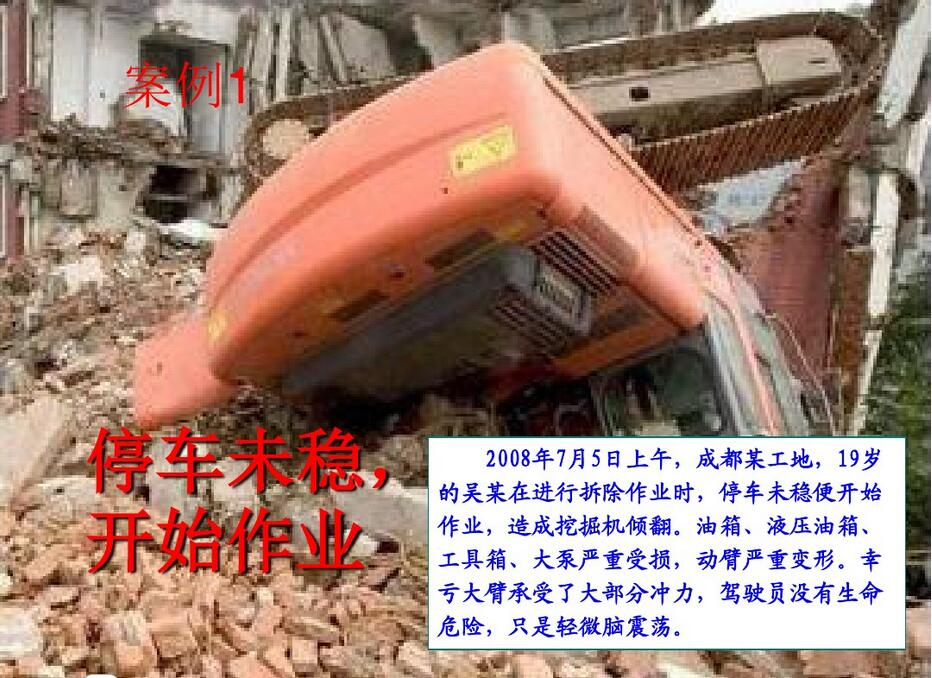 案例1
停车未稳，
开始作业
2008年7月5日上午，成都某工地，19岁
的吴某在进行拆除作业时，停车未稳便开始
作业，造成挖掘机倾翻。油箱、液压油箱、
工具箱、大泵严重受损，动臂严重变形。幸
亏大臂承受了大部分冲力，驾驶员没有生命
危险，只是轻微脑震荡。